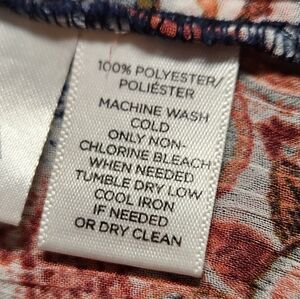 100% POLYESTER/
POLIÉSTER
MACHINE WASH
COLD
ONLY NON-
CHLORINE BLEACH
WHEN NEEDED
TUMBLE DRY LOW
COOL IRON
IF NEEDED
OR DRY CLEAN